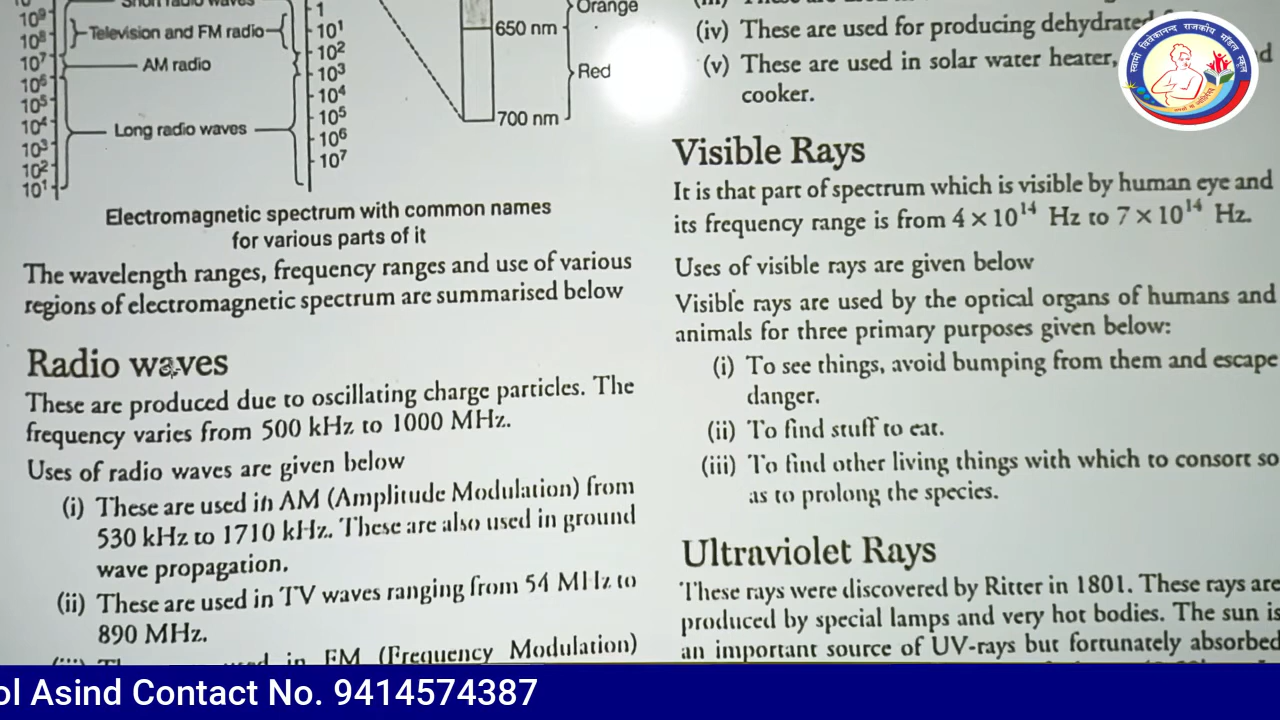 Short radio waves
10⁹
10⁸
10⁷
10⁶
10⁵
10⁴
10³
10²
10¹
Television and FM radio
AM radio
Long radio waves
1
10¹
10²
10³
10⁴
10⁵
10⁶
10⁷
650 nm
700 nm
Orange
Red
Electromagnetic spectrum with common names
for various parts of it
The wavelength ranges, frequency ranges and use of various
regions of electromagnetic spectrum are summarised below
Radio waves
These are produced due to oscillating charge particles. The
frequency varies from 500 kHz to 1000 MHz.
Uses of radio waves are given below
(i) These are used in AM (Amplitude Modulation) from
530 kHz to 1710 kHz. These are also used in ground
wave propagation.
(ii) These are used in TV waves ranging from 54 MHz to
890 MHz.
in FM (Frequency Modulation)
(iv) These are used for producing dehydrated
(v) These are used in solar water heater,
cooker.
Visible Rays
It is that part of spectrum which is visible by human eye and
its frequency range is from 4 × 10¹⁴ Hz to 7 × 10¹⁴ Hz.
Uses of visible rays are given below
Visible rays are used by the optical organs of humans and
animals for three primary purposes given below:
(i) To see things, avoid bumping from them and escape
danger.
(ii) To find stuff to eat.
(iii) To find other living things with which to consort so
as to prolong the species.
Ultraviolet Rays
These rays were discovered by Ritter in 1801. These rays are
produced by special lamps and very hot bodies. The sun is
an important source of UV-rays but fortunately absorbed
स्वामी विवेकानन्द राजकीय मॉडल स्कूल
ol Asind Contact No. 9414574387